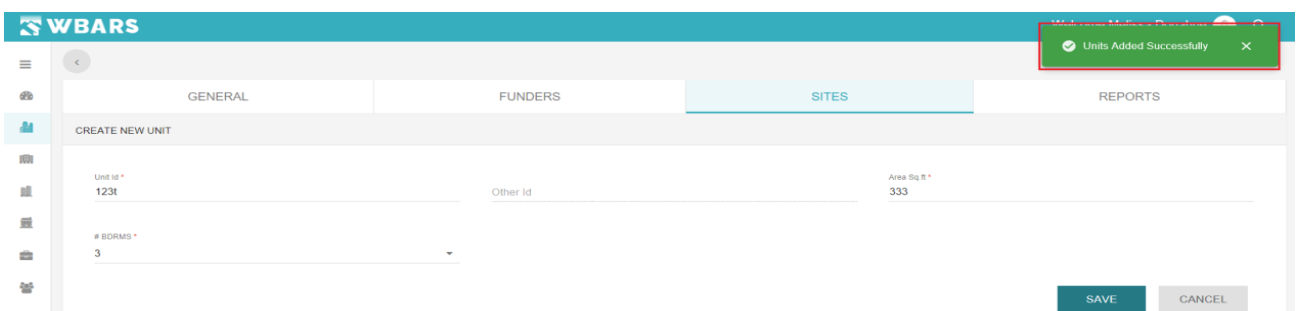 WBARS
Units Added Successfully
GENERAL FUNDERS SITES REPORTS
CREATE NEW UNIT
Unit Id *
123t
Other Id
Area Sq ft *
333
# BDRMS *
3
SAVE CANCEL